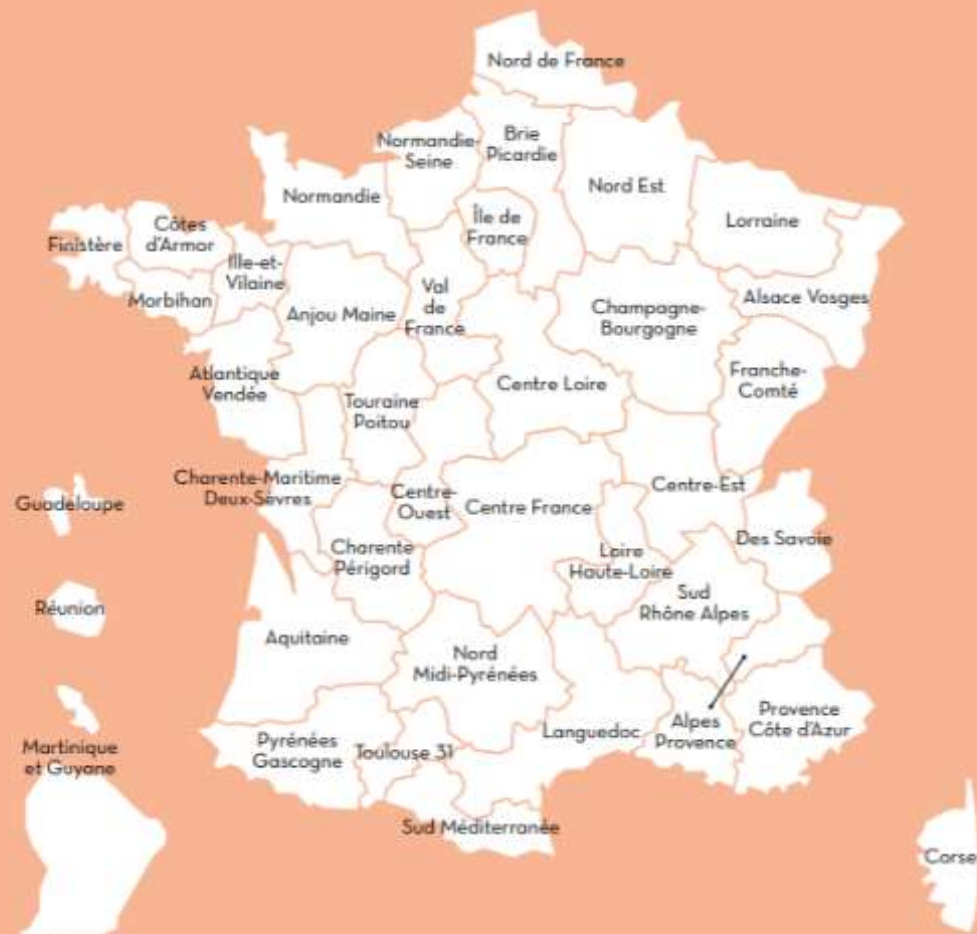 Nord de France
Normandie-
Seine
Brie
Picardie
Normandie
Nord Est
Île de
France
Lorraine
Côtes
d'Armor
Finistère
Ille-et-
Vilaine
Morbihan
Anjou Maine
Val
de
France
Champagne-
Bourgogne
Alsace Vosges
Atlantique
Vendée
Touraine
Poitou
Centre Loire
Franche-
Comté
Charente-Maritime
Deux-Sèvres
Centre-
Ouest
Centre France
Centre-Est
Guadeloupe
Des Savoie
Charente
Périgord
Loire
Haute-Loire
Sud
Rhône Alpes
Réunion
Aquitaine
Nord
Midi-Pyrénées
Martinique
et Guyane
Pyrénées
Gascogne
Toulouse 31
Languedoc
Alpes
Provence
Provence
Côte d'Azur
Sud Méditerranée
Corse